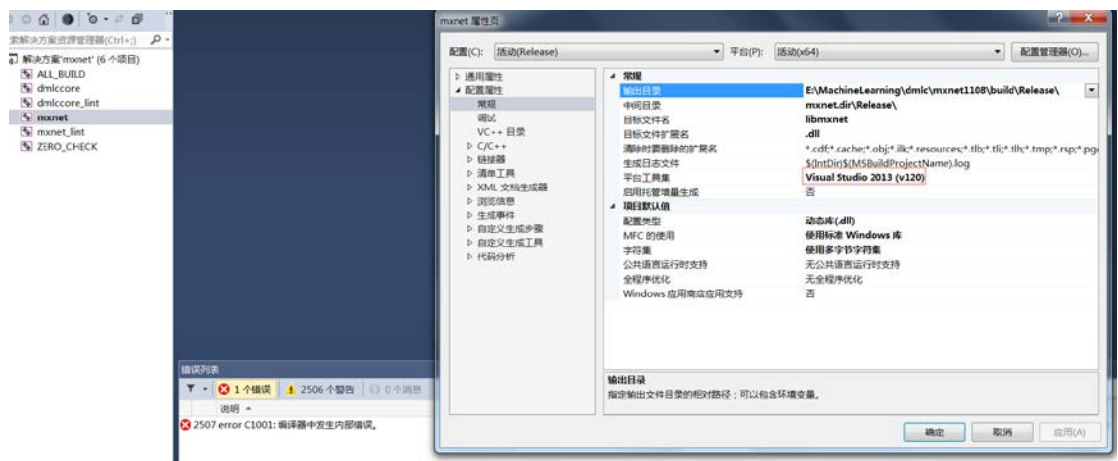 mxnet 属性页
索解决方案资源管理器(Ctrl+;)
解决方案'mxnet' (6 个项目)
ALL_BUILD
dmlccore
dmlccore_lint
mxnet
mxnet_lint
ZERO_CHECK
配置(C): 活动(Release) 平台(P): 活动(x64) 配置管理器(O)...
通用属性
配置属性
常规
调试
VC++ 目录
C/C++
链接器
清单工具
XML 文档生成器
浏览信息
生成事件
自定义生成步骤
自定义生成工具
代码分析
常规
输出目录 E:\MachineLearning\dmlc\mxnet1108\build\Release\
中间目录 mxnet.dir\Release\
目标文件名 libmxnet
目标文件扩展名 .dll
清除时要删除的扩展名 *.cdf;*.cache;*.obj;*.ilk;*.resources;*.tlb;*.tli;*.tlh;*.tmp;*.rsp;*.pgc
生成日志文件 $(IntDir)$(MSBuildProjectName).log
平台工具集 Visual Studio 2013 (v120)
启用托管增量生成 否
项目默认值
配置类型 动态库(.dll)
MFC 的使用 使用标准 Windows 库
字符集 使用多字节字符集
公共语言运行时支持 无公共语言运行时支持
全程序优化 无全程序优化
Windows 应用商店应用支持 否
输出目录
指定输出文件目录的相对路径；可以包含环境变量。
确定 取消 应用(A)
错误列表
1 个错误 2506 个警告 0 个消息
说明
2507 error C1001: 编译器中发生内部错误。